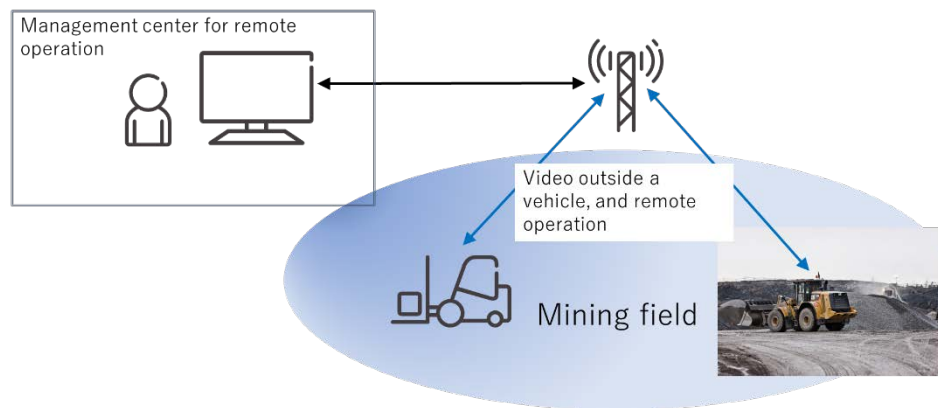 Management center for remote
operation
Video outside a
vehicle, and remote
operation
Mining field